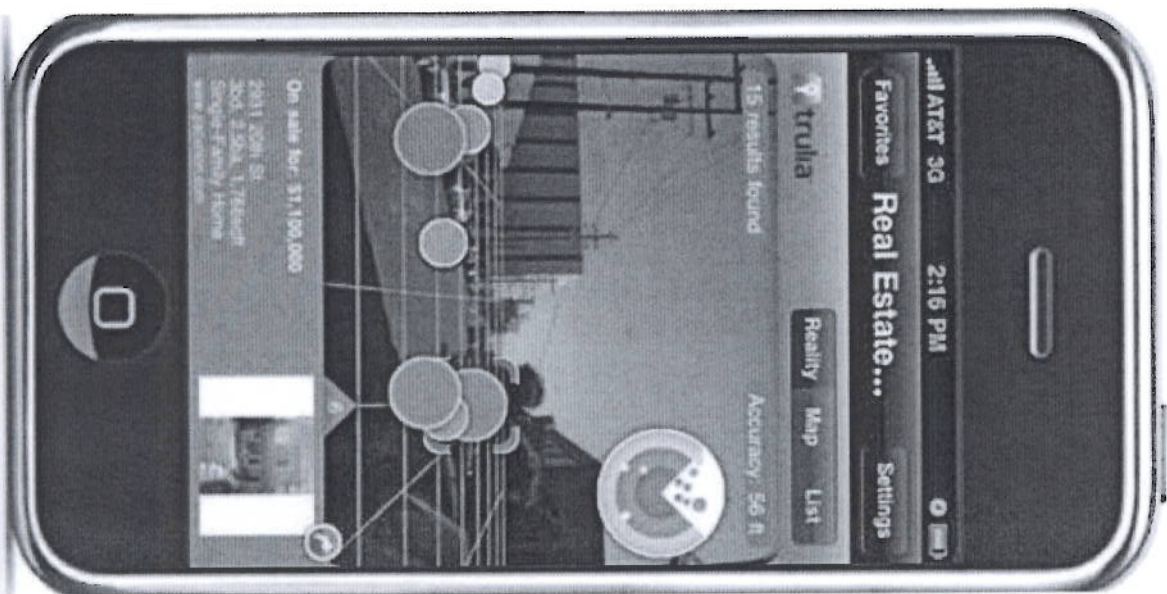 AT&T 3G 2:16 PM
Favorites Real Estate... Settings
trulia Reality Map List
15 results found Accuracy: 56 ft
6
On sale for: $1,100,000
20th St
Single-Family Home